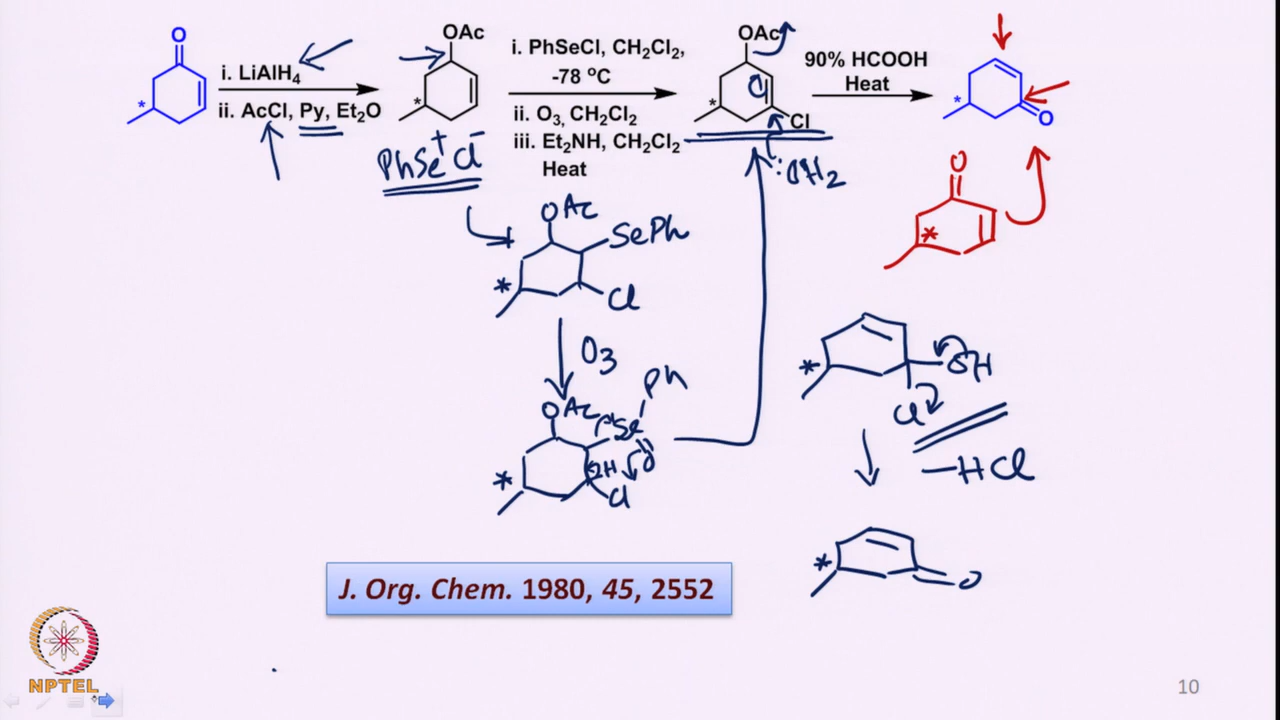 O
i. LiAlH4
ii. AcCl, Py, Et2O
*
OAc
*
i. PhSeCl, CH2Cl2,
-78 °C
ii. O3, CH2Cl2
iii. Et2NH, CH2Cl2
Heat
OAc
*
Cl
90% HCOOH
Heat
*
O
PhSe+ Cl-
:OH2
O
*
OAc
SePh
*
Cl
O3
Ph
OAc
Se
O
H
*
Cl
*
OH
Cl
-HCl
*
O
J. Org. Chem. 1980, 45, 2552
NPTEL
10